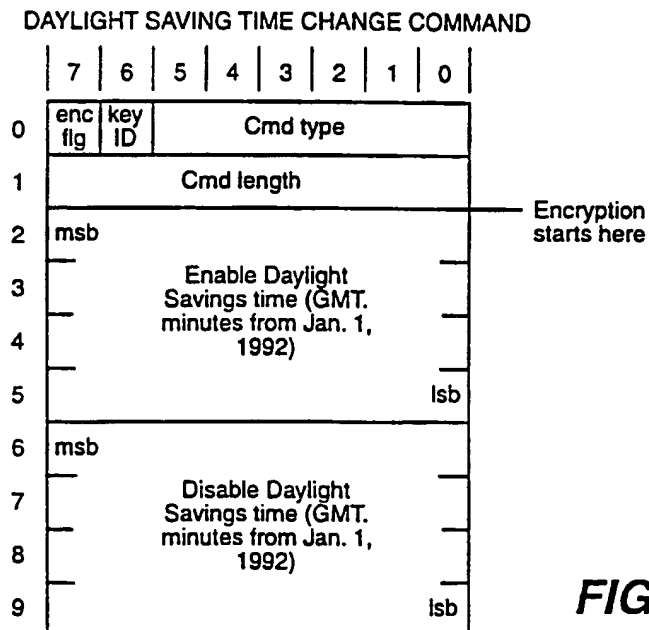 DAYLIGHT SAVING TIME CHANGE COMMAND
7 6 5 4 3 2 1 0
0 enc flg key ID Cmd type
1 Cmd length
Encryption
starts here
2 msb
3 Enable Daylight
Savings time (GMT.
minutes from Jan. 1,
4 1992)
5 lsb
6 msb
7 Disable Daylight
Savings time (GMT.
minutes from Jan. 1,
8 1992)
9 lsb
FIG